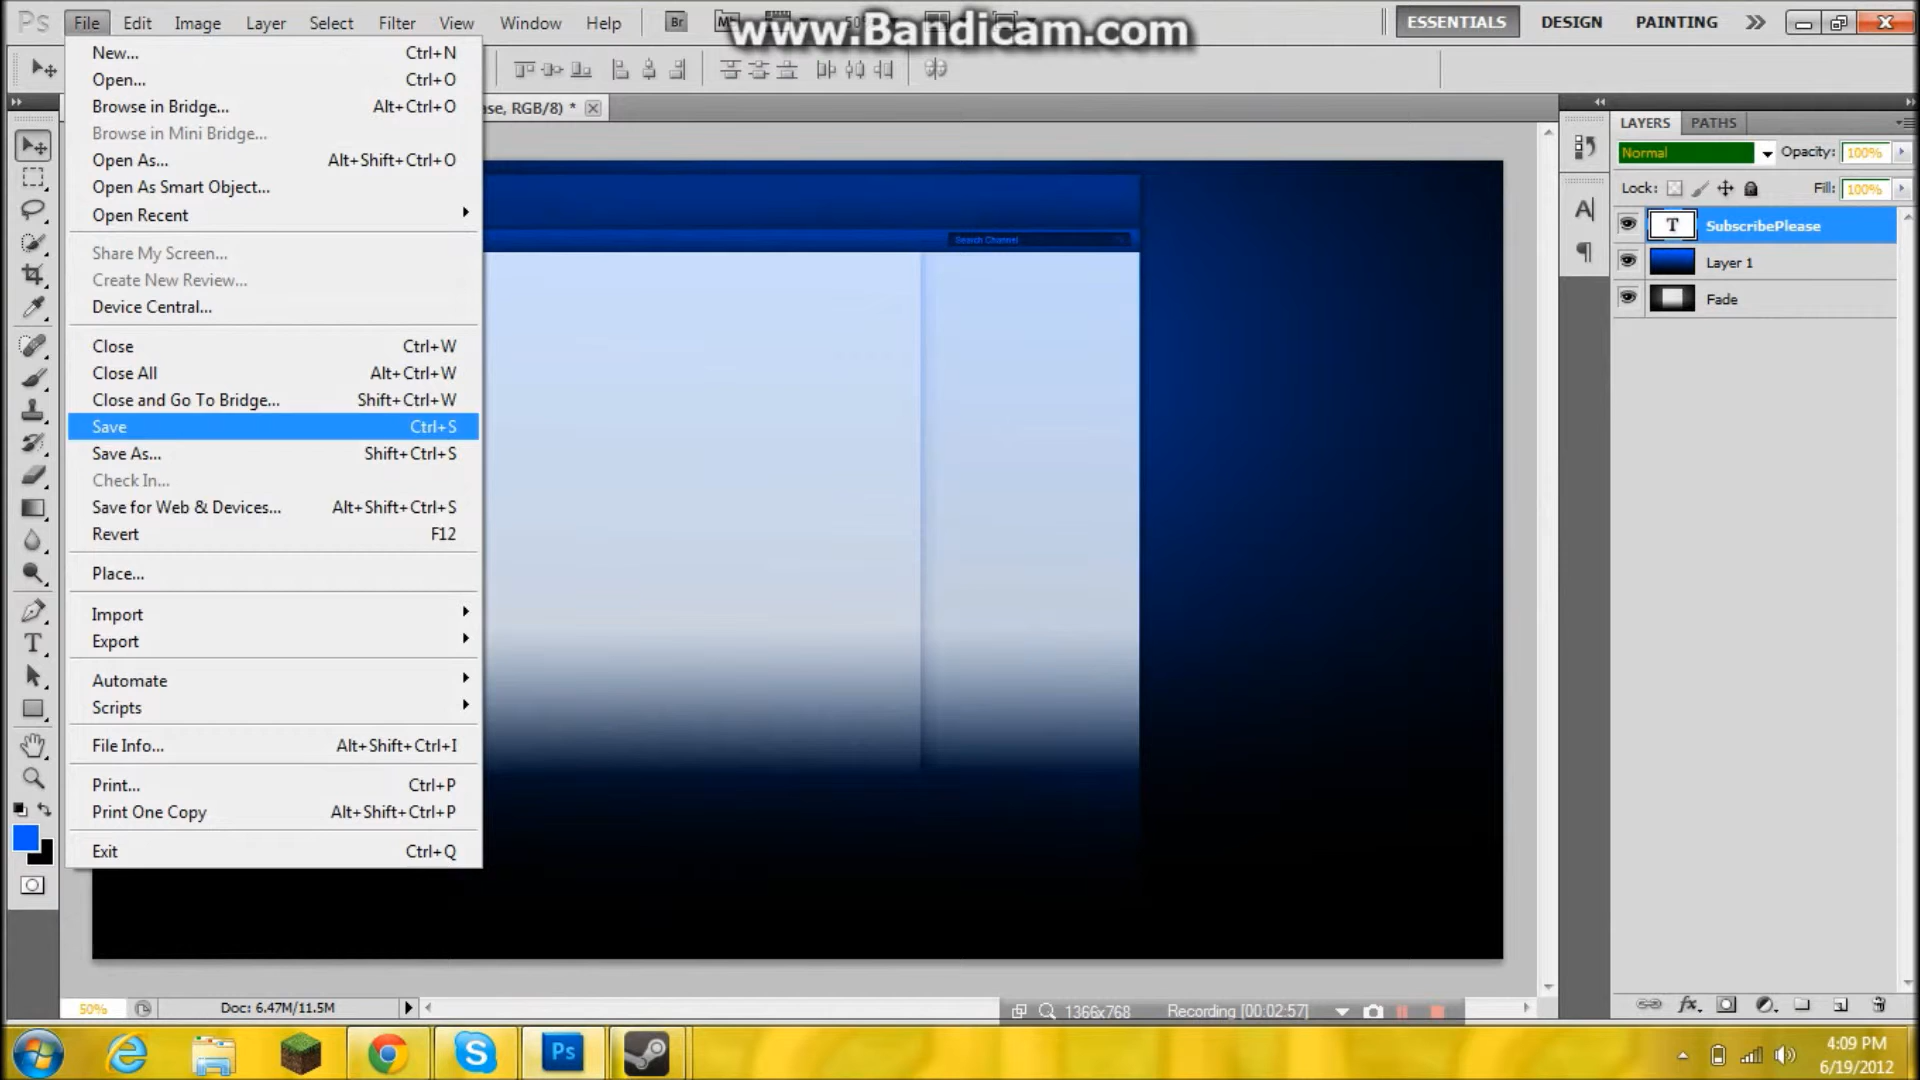 Ps File Edit Image Layer Select Filter View Window Help Br 50% ESSENTIALS DESIGN PAINTING
www.Bandicam.com
New... Ctrl+N
Open... Ctrl+O
Browse in Bridge... Alt+Ctrl+O
Browse in Mini Bridge...
Open As... Alt+Shift+Ctrl+O
Open As Smart Object...
Open Recent
Share My Screen...
Create New Review...
Device Central...
Close Ctrl+W
Close All Alt+Ctrl+W
Close and Go To Bridge... Shift+Ctrl+W
Save Ctrl+S
Save As... Shift+Ctrl+S
Check In...
Save for Web & Devices... Alt+Shift+Ctrl+S
Revert F12
Place...
Import
Export
Automate
Scripts
File Info... Alt+Shift+Ctrl+I
Print... Ctrl+P
Print One Copy Alt+Shift+Ctrl+P
Exit Ctrl+Q
ase, RGB/8) *
Search Channel
LAYERS PATHS
Normal Opacity: 100%
Lock: Fill: 100%
T SubscribePlease
Layer 1
Fade
50% Doc: 6.47M/11.5M
1366x768 Recording [00:02:57]
Ps
4:09 PM
6/19/2012